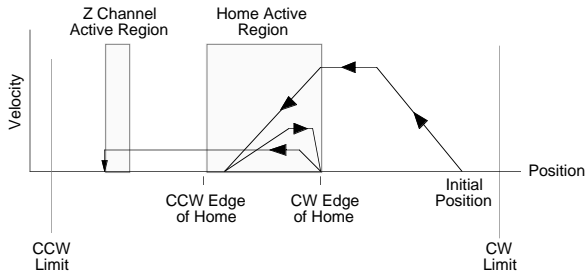 Z Channel
Active Region
Home Active
Region
Velocity
Position
Initial
Position
CCW Edge
of Home
CW Edge
of Home
CCW
Limit
CW
Limit